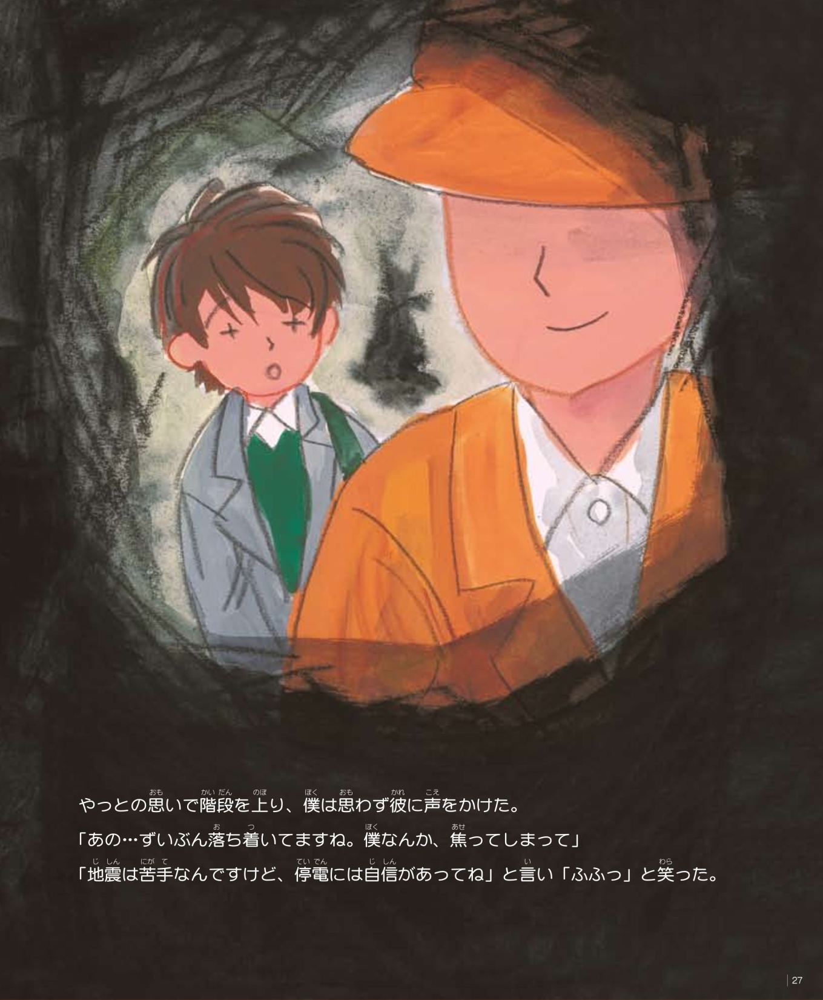 やっとの思いで階段を上り、僕は思わず彼に声をかけた。
「あの…ずいぶん落ち着いてますね。僕なんか、焦ってしまって」
「地震は苦手なんですけど、停電には自信があってね」と言い「ふふっ」と笑った。
27